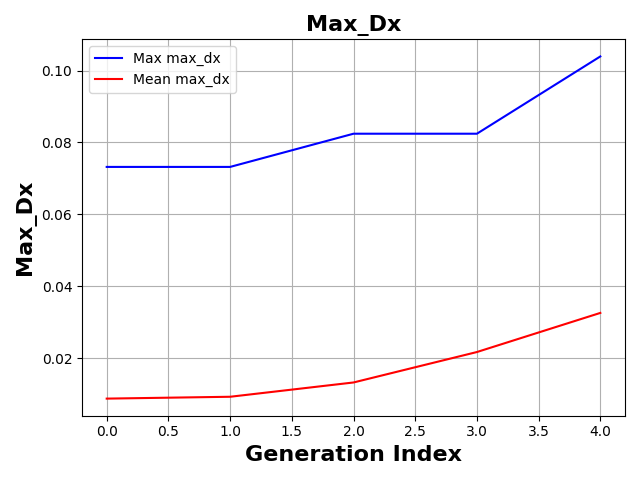 Max_Dx
Max max_dx
Mean max_dx
0.10
0.08
0.06
0.04
0.02
Max_Dx
0.0 0.5 1.0 1.5 2.0 2.5 3.0 3.5 4.0
Generation Index